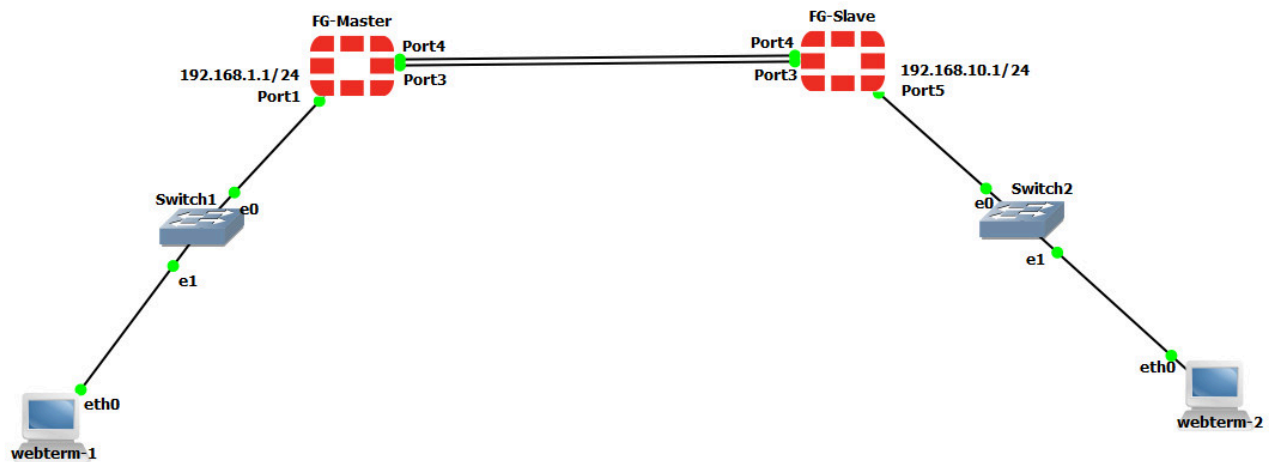 FG-Master
FG-Slave
Port4
Port4
192.168.1.1/24
Port3
Port3
192.168.10.1/24
Port1
Port5
Switch1
Switch2
e0
e0
e1
e1
eth0
eth0
webterm-1
webterm-2